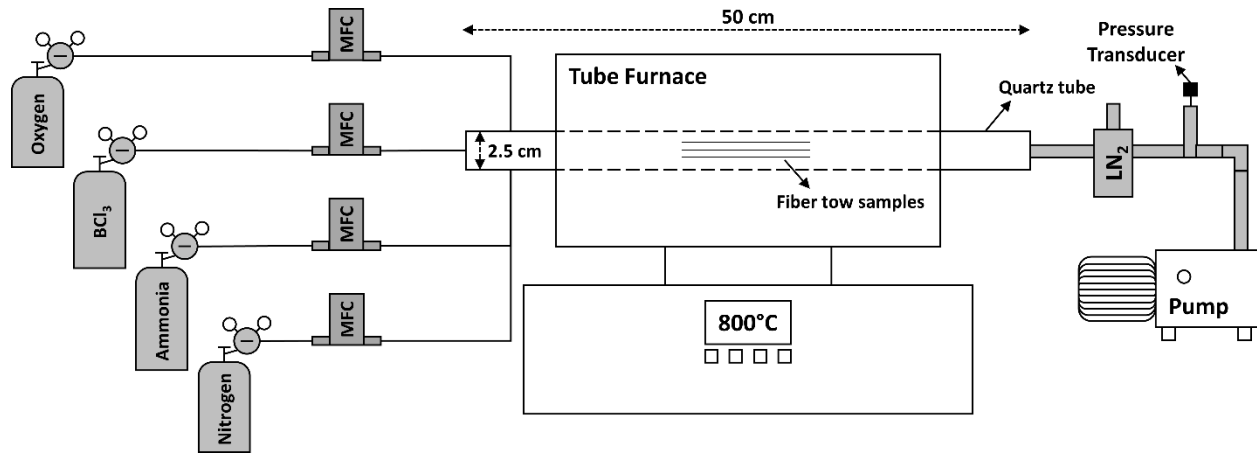 50 cm
Pressure
Transducer
MFC
Oxygen
Tube Furnace
Quartz tube
MFC
BCl₃
2.5 cm
LN₂
Fiber tow samples
MFC
Ammonia
MFC
Nitrogen
800°C
Pump